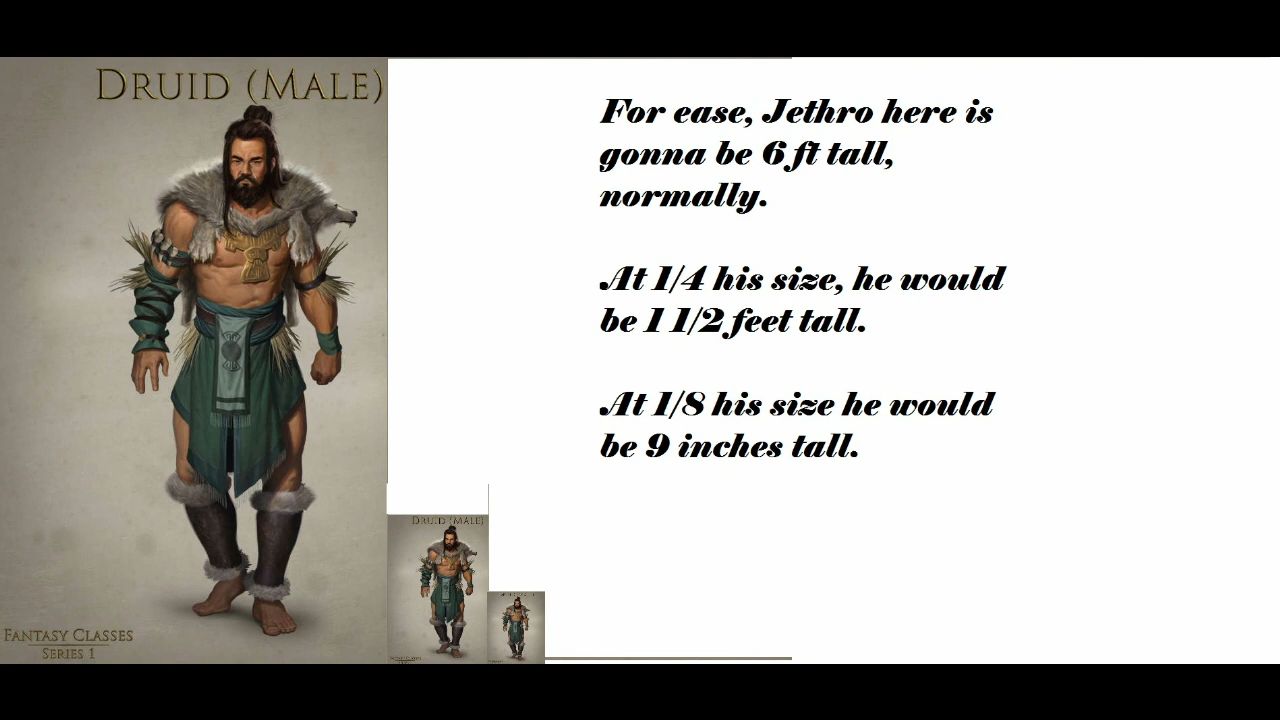 DRUID (MALE)
For ease, Jethro here is
gonna be 6 ft tall,
normally.
At 1/4 his size, he would
be 1 1/2 feet tall.
At 1/8 his size he would
be 9 inches tall.
FANTASY CLASSES
SERIES 1
DRUID (MALE)